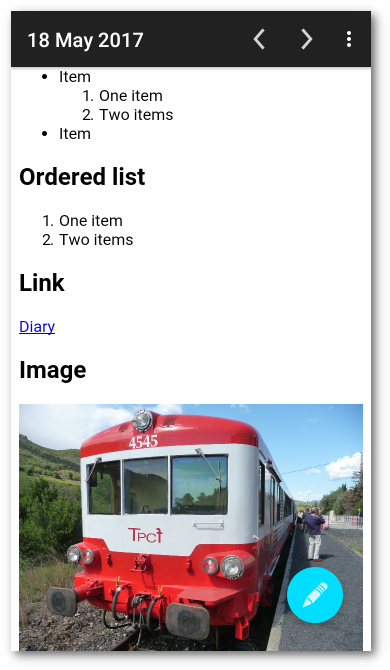 18 May 2017
• Item
1. One item
2. Two items
• Item
Ordered list
1. One item
2. Two items
Link
Diary
Image
4545
TPCT